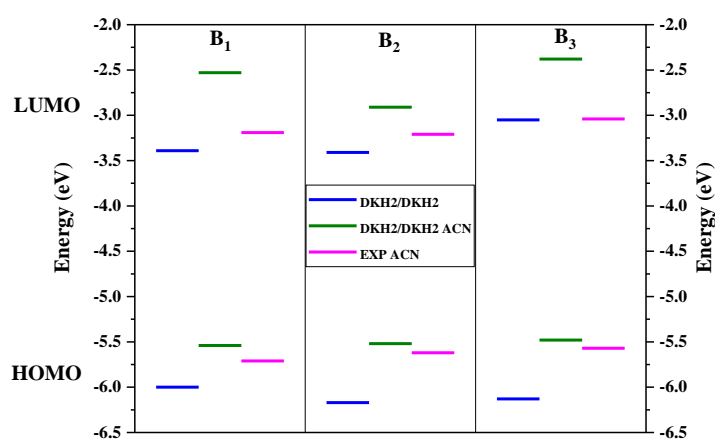 B1 B2 B3
LUMO
HOMO
Energy (eV)
-2.0
-2.5
-3.0
-3.5
-4.0
-4.5
-5.0
-5.5
-6.0
-6.5
DKH2/DKH2
DKH2/DKH2 ACN
EXP ACN
-2.0
-2.5
-3.0
-3.5
-4.0
-4.5
-5.0
-5.5
-6.0
-6.5
Energy (eV)